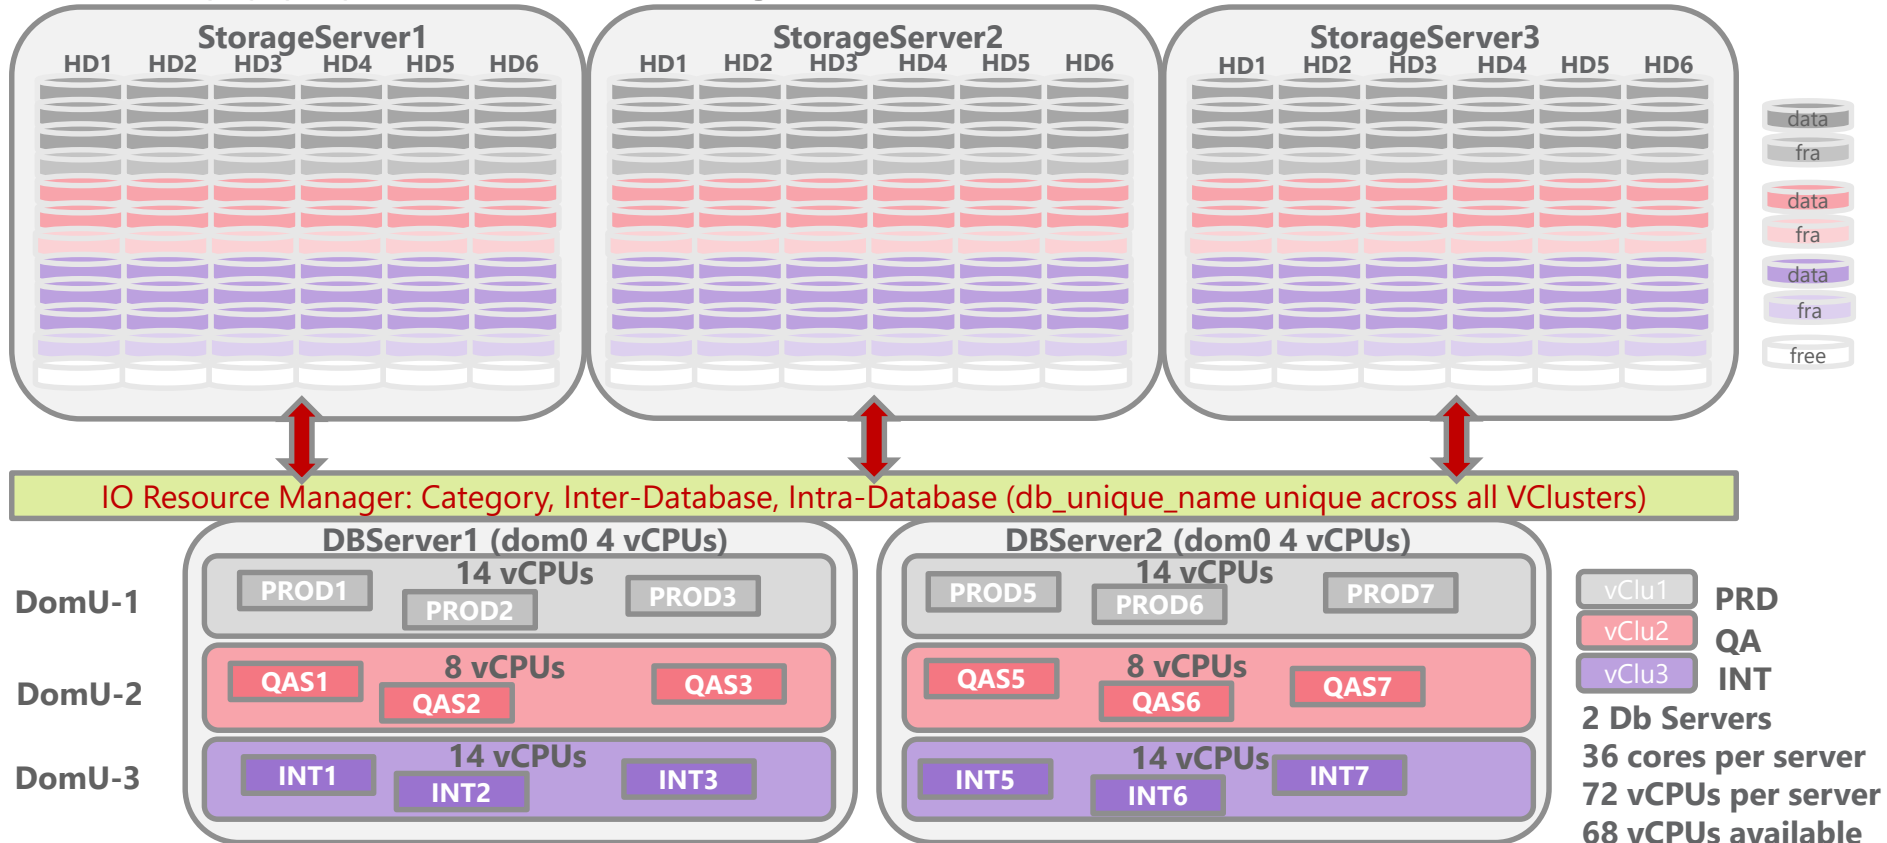 StorageServer1
HD1 HD2 HD3 HD4 HD5 HD6
StorageServer2
HD1 HD2 HD3 HD4 HD5 HD6
StorageServer3
HD1 HD2 HD3 HD4 HD5 HD6
data
fra
data
fra
data
fra
free
IO Resource Manager: Category, Inter-Database, Intra-Database (db_unique_name unique across all VClusters)
DBServer1 (dom0 4 vCPUs)
DBServer2 (dom0 4 vCPUs)
DomU-1
14 vCPUs
PROD1
PROD2
PROD3
14 vCPUs
PROD5
PROD6
PROD7
DomU-2
8 vCPUs
QAS1
QAS2
QAS3
8 vCPUs
QAS5
QAS6
QAS7
DomU-3
14 vCPUs
INT1
INT2
INT3
14 vCPUs
INT5
INT6
INT7
vClu1 PRD
vClu2 QA
vClu3 INT
2 Db Servers
36 cores per server
72 vCPUs per server
68 vCPUs available